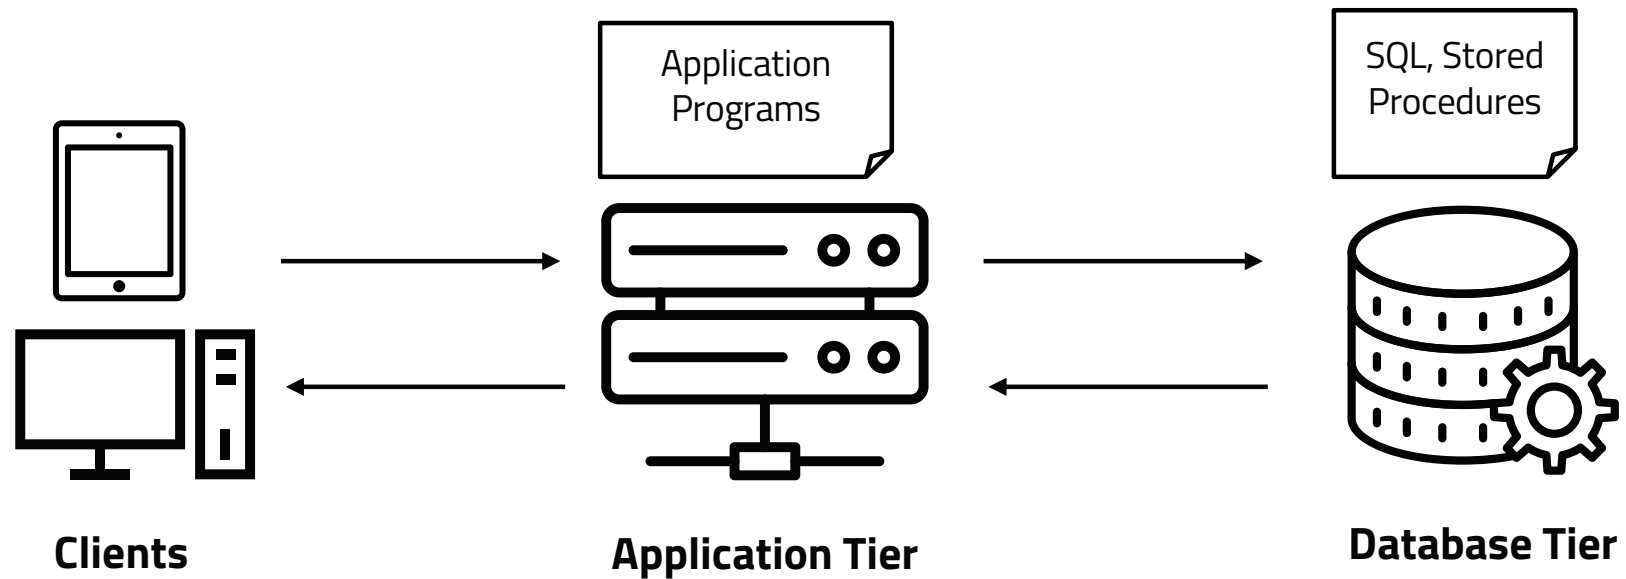 Application
Programs
SQL, Stored
Procedures
Clients
Application Tier
Database Tier